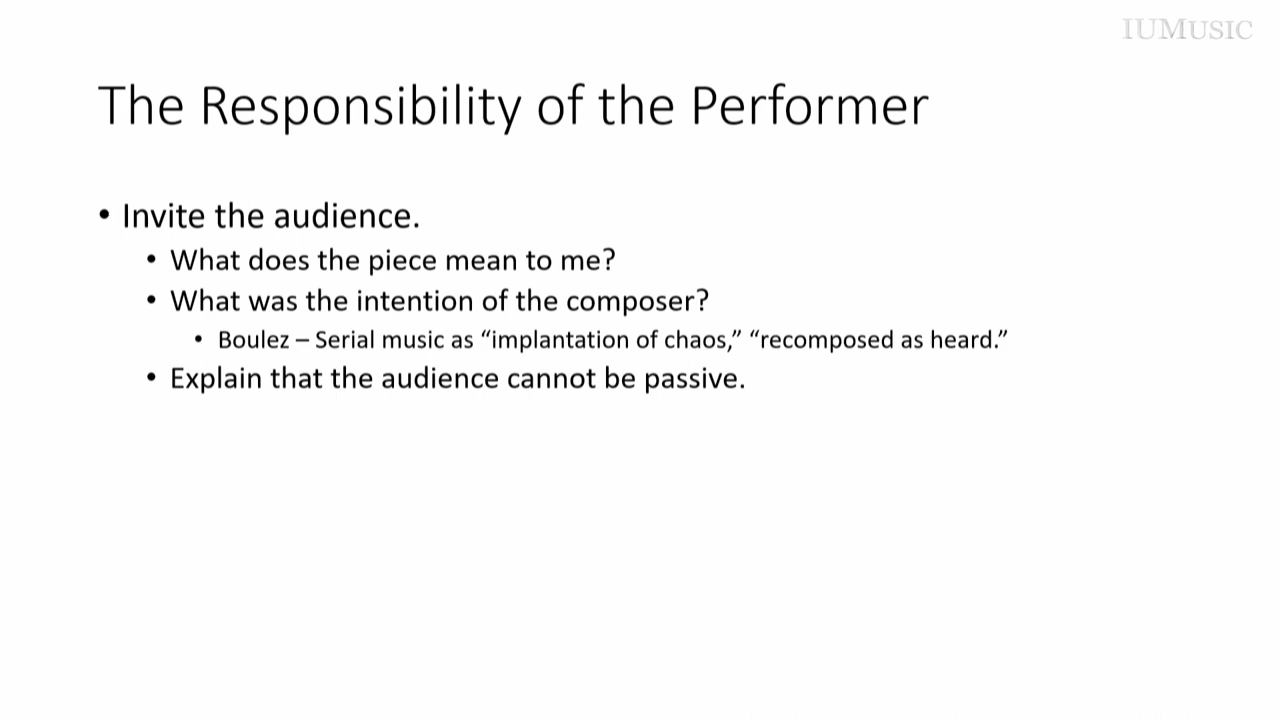 IUMUSIC
The Responsibility of the Performer
• Invite the audience.
• What does the piece mean to me?
• What was the intention of the composer?
• Boulez – Serial music as “implantation of chaos,” “recomposed as heard.”
• Explain that the audience cannot be passive.